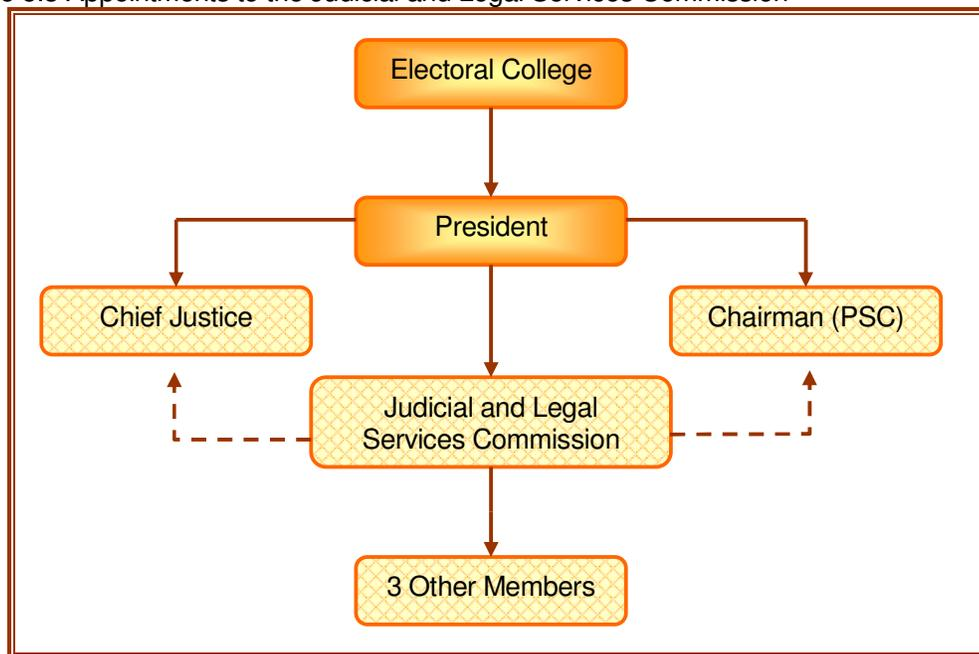 Appointments to the Judicial and Legal Services Commission
Electoral College
President
Chief Justice
Chairman (PSC)
Judicial and Legal
Services Commission
3 Other Members